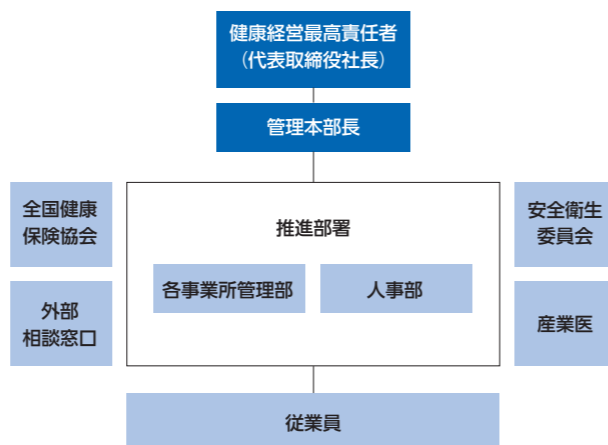 健康経営最高責任者
（代表取締役社長）
管理本部長
全国健康
保険協会
外部
相談窓口
推進部署
各事業所管理部
人事部
安全衛生
委員会
産業医
従業員